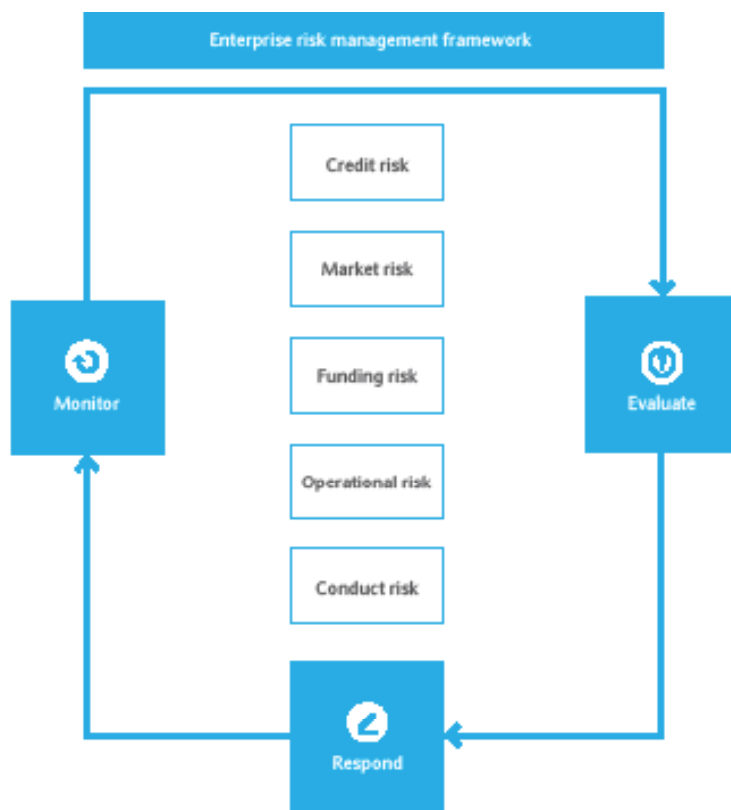 Enterprise risk management framework
Credit risk
Market risk
Funding risk
Monitor
Evaluate
Operational risk
Conduct risk
Respond